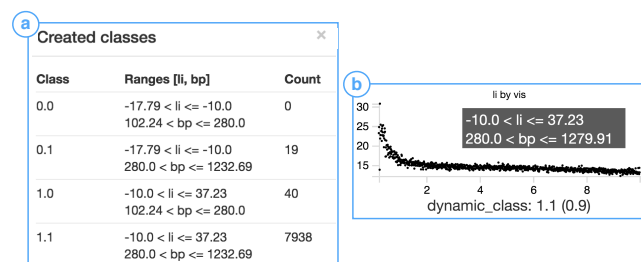 a
Created classes ×
Class Ranges [li, bp] Count
0.0 -17.79 < li <= -10.0 0
102.24 < bp <= 280.0
0.1 -17.79 < li <= -10.0 19
280.0 < bp <= 1232.69
1.0 -10.0 < li <= 37.23 40
102.24 < bp <= 280.0
1.1 -10.0 < li <= 37.23 7938
280.0 < bp <= 1232.69
b
li by vis
30
25
20
15
-10.0 < li <= 37.23
280.0 < bp <= 1279.91
2 4 6 8
dynamic_class: 1.1 (0.9)